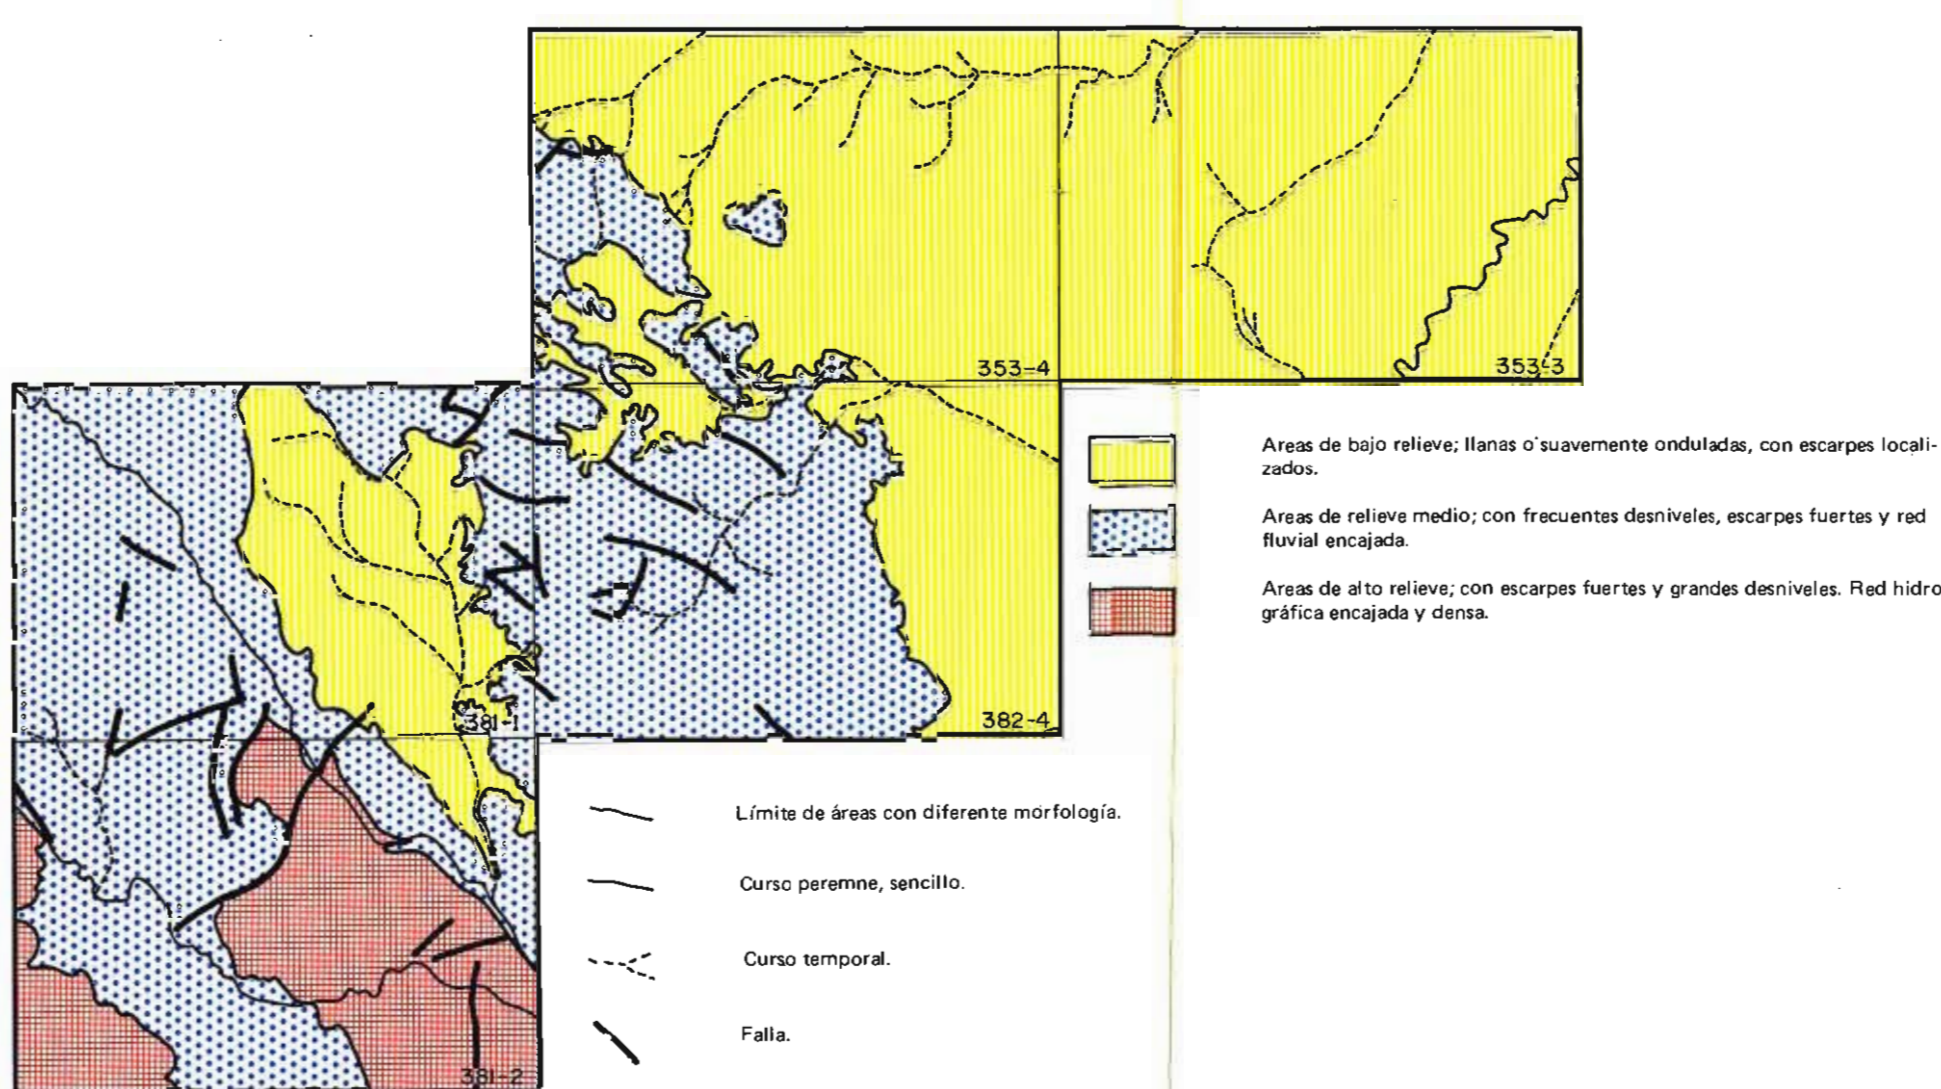 353-4
353-3
Areas de bajo relieve; llanas o suavemente onduladas, con escarpes locali-
zados.
Areas de relieve medio; con frecuentes desniveles, escarpes fuertes y red
fluvial encajada.
Areas de alto relieve; con escarpes fuertes y grandes desniveles. Red hidro
gráfica encajada y densa.
381-1
382-4
Límite de áreas con diferente morfología.
Curso peremne, sencillo.
Curso temporal.
Falla.
381-2